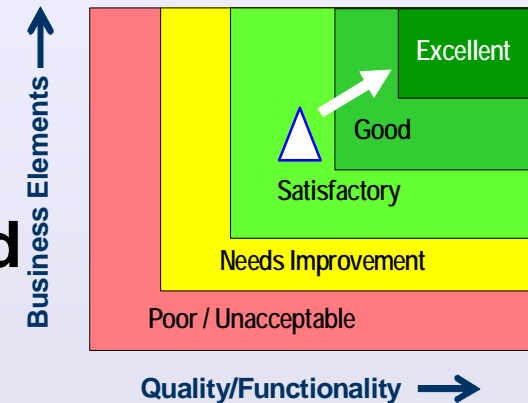 Business Elements
Excellent
Good
Satisfactory
Needs Improvement
Poor / Unacceptable
d
Quality/Functionality